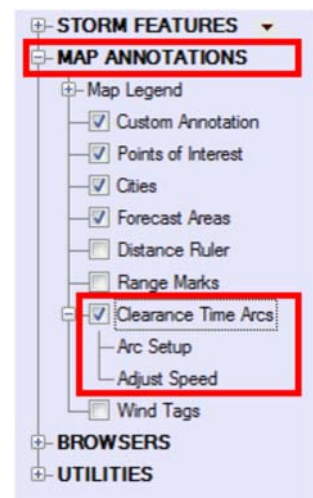 STORM FEATURES
MAP ANNOTATIONS
Map Legend
Custom Annotation
Points of Interest
Cities
Forecast Areas
Distance Ruler
Range Marks
Clearance Time Arcs
Arc Setup
Adjust Speed
Wind Tags
BROWSERS
UTILITIES